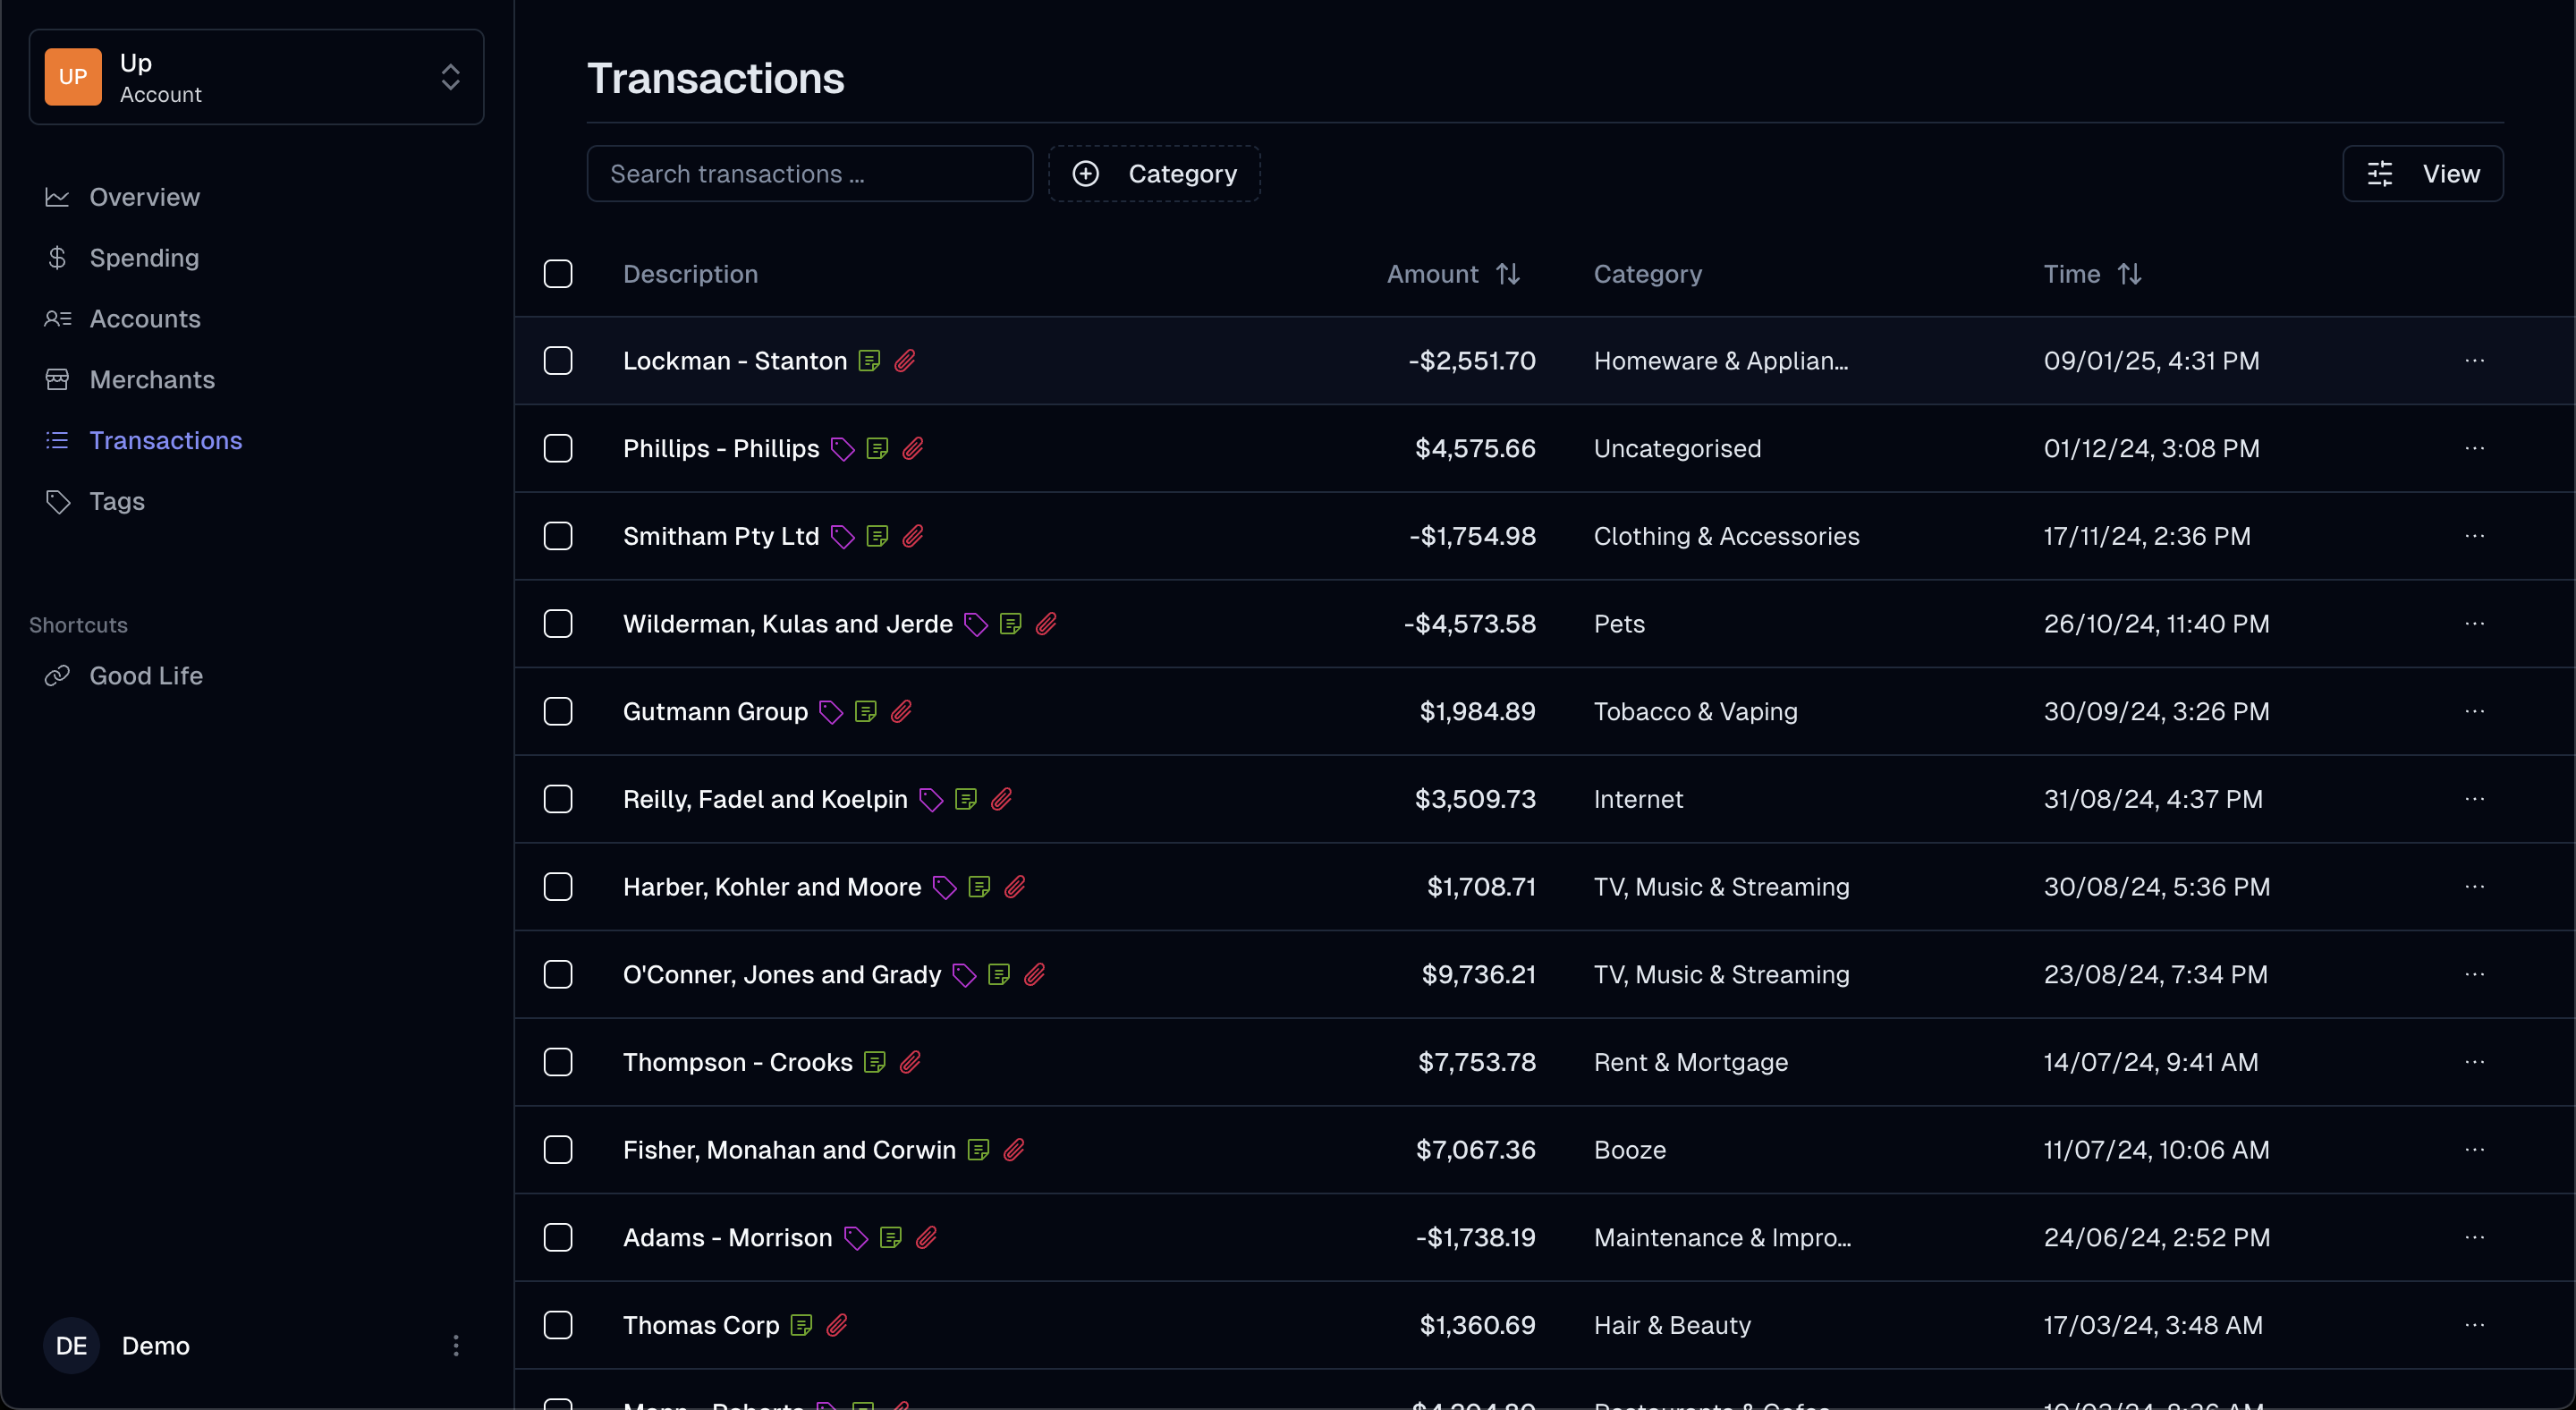 UP
Up
Account
Overview
Spending
Accounts
Merchants
Transactions
Tags
Shortcuts
Good Life
DE Demo
Transactions
Search transactions ... Category View
Description Amount Category Time
Lockman - Stanton -$2,551.70 Homeware & Applian... 09/01/25, 4:31 PM
Phillips - Phillips $4,575.66 Uncategorised 01/12/24, 3:08 PM
Smitham Pty Ltd -$1,754.98 Clothing & Accessories 17/11/24, 2:36 PM
Wilderman, Kulas and Jerde -$4,573.58 Pets 26/10/24, 11:40 PM
Gutmann Group $1,984.89 Tobacco & Vaping 30/09/24, 3:26 PM
Reilly, Fadel and Koelpin $3,509.73 Internet 31/08/24, 4:37 PM
Harber, Kohler and Moore $1,708.71 TV, Music & Streaming 30/08/24, 5:36 PM
O'Conner, Jones and Grady $9,736.21 TV, Music & Streaming 23/08/24, 7:34 PM
Thompson - Crooks $7,753.78 Rent & Mortgage 14/07/24, 9:41 AM
Fisher, Monahan and Corwin $7,067.36 Booze 11/07/24, 10:06 AM
Adams - Morrison -$1,738.19 Maintenance & Impro... 24/06/24, 2:52 PM
Thomas Corp $1,360.69 Hair & Beauty 17/03/24, 3:48 AM